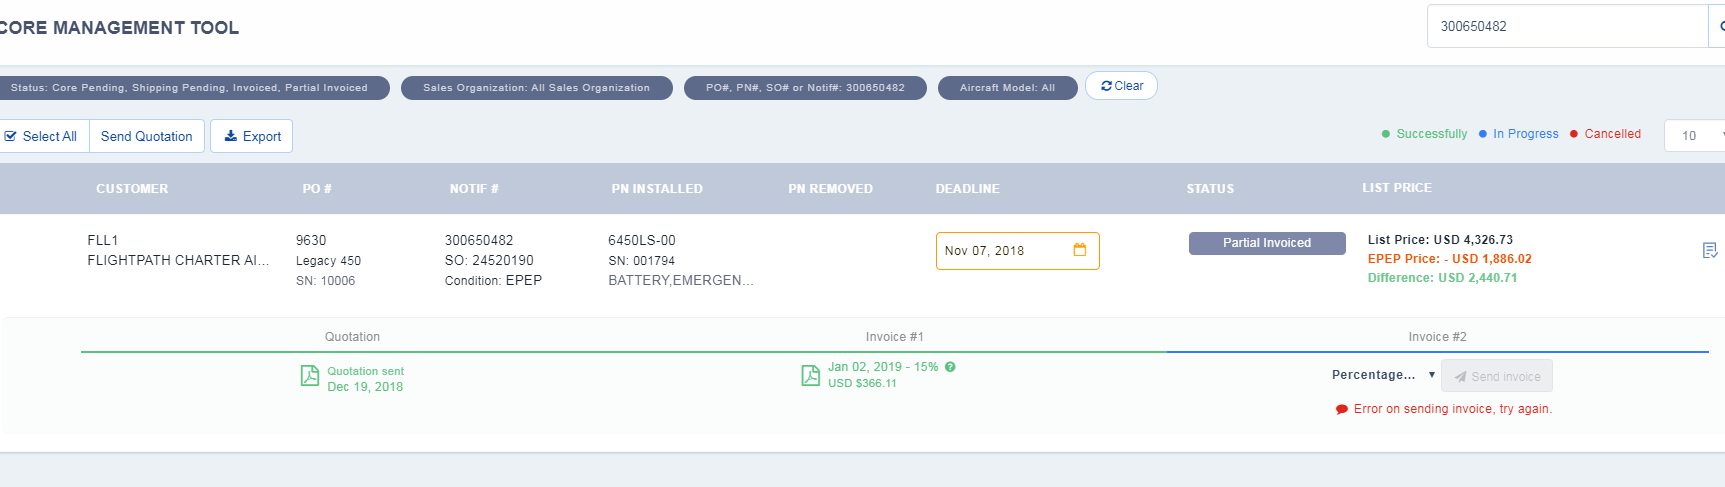 CORE MANAGEMENT TOOL
300650482
Status: Core Pending, Shipping Pending, Invoiced, Partial Invoiced
Sales Organization: All Sales Organization
PO#, PN#, SO# or Notif#: 300650482
Aircraft Model: All
Clear
Select All
Send Quotation
Export
Successfully
In Progress
Cancelled
10
CUSTOMER
PO #
NOTIF #
PN INSTALLED
PN REMOVED
DEADLINE
STATUS
LIST PRICE
FLL1
FLIGHTPATH CHARTER AI...
9630
Legacy 450
SN: 10006
300650482
SO: 24520190
Condition: EPEP
6450LS-00
SN: 001794
BATTERY,EMERGEN...
Nov 07, 2018
Partial Invoiced
List Price: USD 4,326.73
EPEP Price: - USD 1,886.02
Difference: USD 2,440.71
Quotation
Invoice #1
Invoice #2
Quotation sent
Dec 19, 2018
Jan 02, 2019 - 15%
USD $366.11
Percentage...
Send invoice
Error on sending invoice, try again.